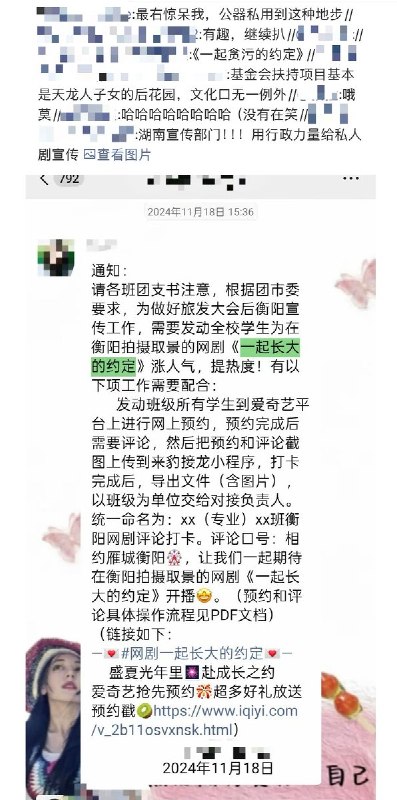 :最右惊呆我，公器私用到这种地步//
:有趣，继续扒//
://
:《一起贪污的约定》//
:基金会扶持项目基本
是天龙人子女的后花园，文化口无一例外//
:哦
莫//
:哈哈哈哈哈哈哈哈（没有在笑//
:湖南宣传部门！！！用行政力量给私人
剧宣传 查看图片
792
2024年11月18日 15:36
通知：
请各班团支书注意，根据团市委
要求，为做好旅发大会后衡阳宣
传工作，需要发动全校学生为在
衡阳拍摄取景的网剧《一起长大
的约定》涨人气，提热度！有以
下项工作需要配合：
发动班级所有学生到爱奇艺平
台上进行网上预约，预约完成后
需要评论，然后把预约和评论截
图上传到来豹接龙小程序，打卡
完成后，导出文件（含图片），
以班级为单位交给对接负责人。
统一命名为：xx（专业）xx班衡
阳网剧评论打卡。评论口号：相
约雁城衡阳🎡，让我们一起期待
在衡阳拍摄取景的网剧《一起长
大的约定》开播🤩。（预约和评
论具体操作流程见PDF文档）
（链接如下：
—💌#网剧一起长大的约定💌—
盛夏光年里🎆赴成长之约
爱奇艺抢先预约🎊超多好礼放送
预约戳🥝https://www.iqiyi.com
/v_2b11osvxnsk.html）
2024年11月18日
自己